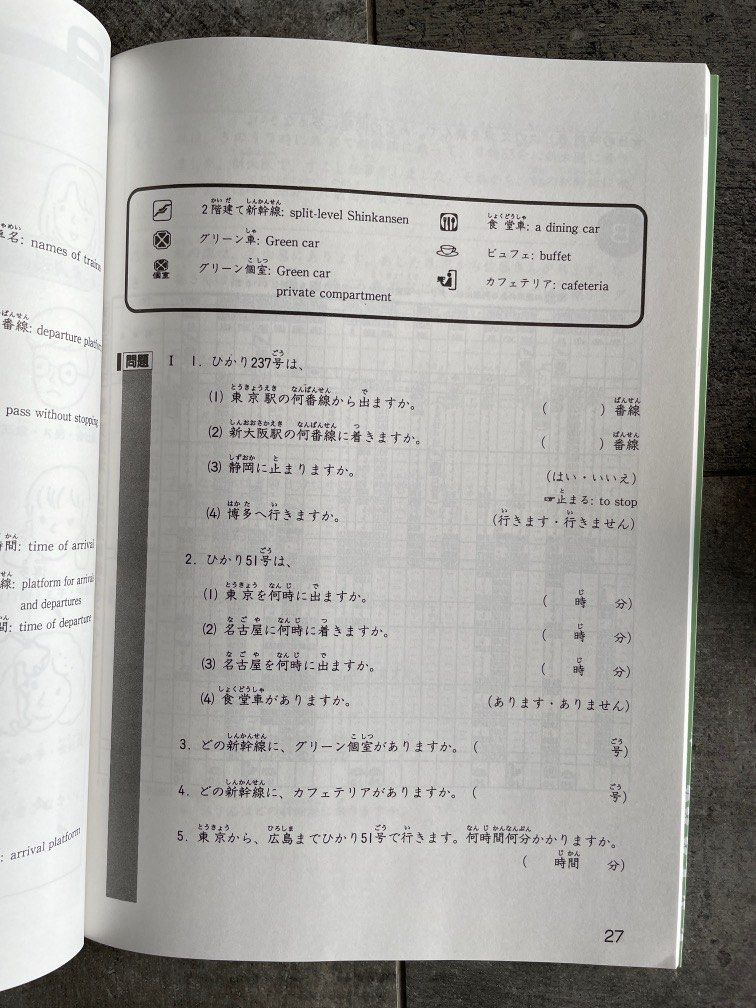 名: names of trains
番線: departure platform
pass without stopping
間: time of arrival
線: platform for arrivals
and departures
間: time of departure
: arrival platform
2階建て新幹線: split-level Shinkansen
グリーン車: Green car
個室
グリーン個室: Green car
private compartment
食堂車: a dining car
ビュフェ: buffet
カフェテリア: cafeteria
問題
I 1. ひかり237号は、
(1) 東京駅の何番線から出ますか。 ( )番線
(2) 新大阪駅の何番線に着きますか。 ( )番線
(3) 静岡に止まりますか。 (はい・いいえ)
☞止まる: to stop
(4) 博多へ行きますか。 (行きます・行きません)
2. ひかり51号は、
(1) 東京を何時に出ますか。 ( 時 分)
(2) 名古屋に何時に着きますか。 ( 時 分)
(3) 名古屋を何時に出ますか。 ( 時 分)
(4) 食堂車がありますか。 (あります・ありません)
3. どの新幹線に、グリーン個室がありますか。( 号)
4. どの新幹線に、カフェテリアがありますか。( 号)
5. 東京から、広島までひかり51号で行きます。何時間何分かかりますか。
( 時間 分)
27